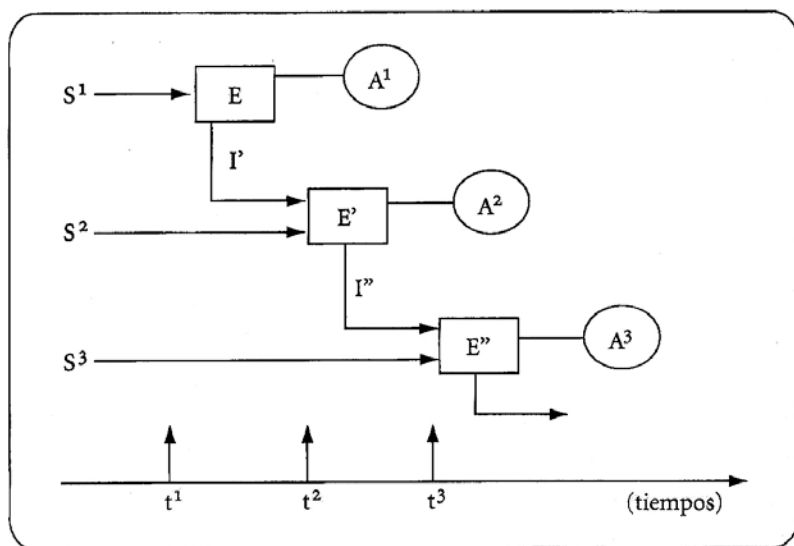 S¹
E
A¹
I’
S²
E’
A²
I”
S³
E”
A³
t¹ t² t³ (tiempos)